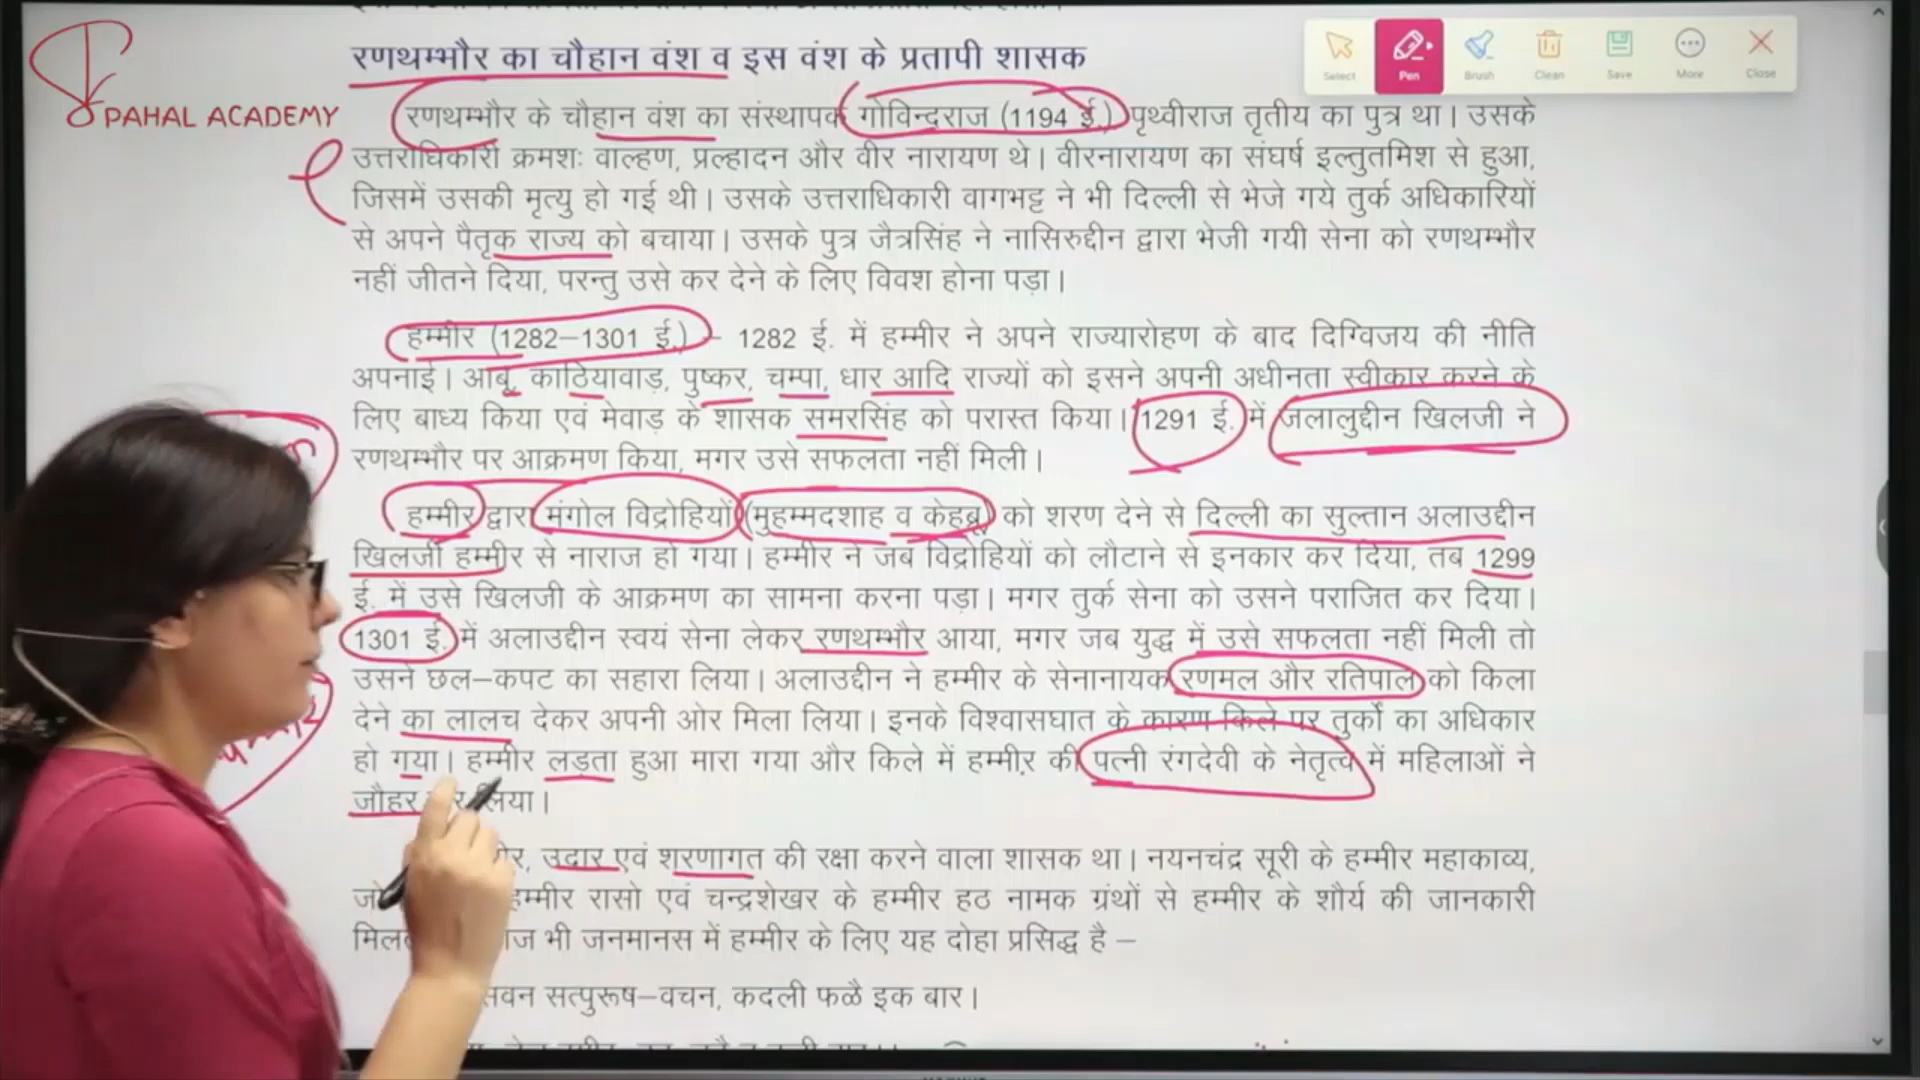 PAHAL ACADEMY
Select
Pen
Brush
Clean
Save
More
Close
रणथम्भौर का चौहान वंश व इस वंश के प्रतापी शासक
रणथम्भौर के चौहान वंश का संस्थापक गोविन्दराज (1194 ई.) पृथ्वीराज तृतीय का पुत्र था। उसके
उत्तराधिकारी क्रमशः वाल्हण, प्रल्हादन और वीर नारायण थे। वीरनारायण का संघर्ष इल्तुतमिश से हुआ,
जिसमें उसकी मृत्यु हो गई थी। उसके उत्तराधिकारी वागभट्ट ने भी दिल्ली से भेजे गये तुर्क अधिकारियों
से अपने पैतृक राज्य को बचाया। उसके पुत्र जैत्रसिंह ने नासिरुद्दीन द्वारा भेजी गयी सेना को रणथम्भौर
नहीं जीतने दिया, परन्तु उसे कर देने के लिए विवश होना पड़ा।
हम्मीर (1282–1301 ई.) – 1282 ई. में हम्मीर ने अपने राज्यारोहण के बाद दिग्विजय की नीति
अपनाई। आबू, काठियावाड़, पुष्कर, चम्पा, धार आदि राज्यों को इसने अपनी अधीनता स्वीकार करने के
लिए बाध्य किया एवं मेवाड़ के शासक समरसिंह को परास्त किया। 1291 ई. में जलालुद्दीन खिलजी ने
रणथम्भौर पर आक्रमण किया, मगर उसे सफलता नहीं मिली।
हम्मीर द्वारा मंगोल विद्रोहियों (मुहम्मदशाह व केहब्रू) को शरण देने से दिल्ली का सुल्तान अलाउद्दीन
खिलजी हम्मीर से नाराज हो गया। हम्मीर ने जब विद्रोहियों को लौटाने से इनकार कर दिया, तब 1299
ई. में उसे खिलजी के आक्रमण का सामना करना पड़ा। मगर तुर्क सेना को उसने पराजित कर दिया।
1301 ई. में अलाउद्दीन स्वयं सेना लेकर रणथम्भौर आया, मगर जब युद्ध में उसे सफलता नहीं मिली तो
उसने छल–कपट का सहारा लिया। अलाउद्दीन ने हम्मीर के सेनानायक रणमल और रतिपाल को किला
देने का लालच देकर अपनी ओर मिला लिया। इनके विश्वासघात के कारण किले पर तुर्कों का अधिकार
हो गया। हम्मीर लड़ता हुआ मारा गया और किले में हम्मीर की पत्नी रंगदेवी के नेतृत्व में महिलाओं ने
जौहर लिया।
उदार एवं शरणागत की रक्षा करने वाला शासक था। नयनचंद्र सूरी के हम्मीर महाकाव्य,
हम्मीर रासो एवं चन्द्रशेखर के हम्मीर हठ नामक ग्रंथों से हम्मीर के शौर्य की जानकारी
भी जनमानस में हम्मीर के लिए यह दोहा प्रसिद्ध है –
सत्पुरूष–वचन, कदली फळै इक बार।